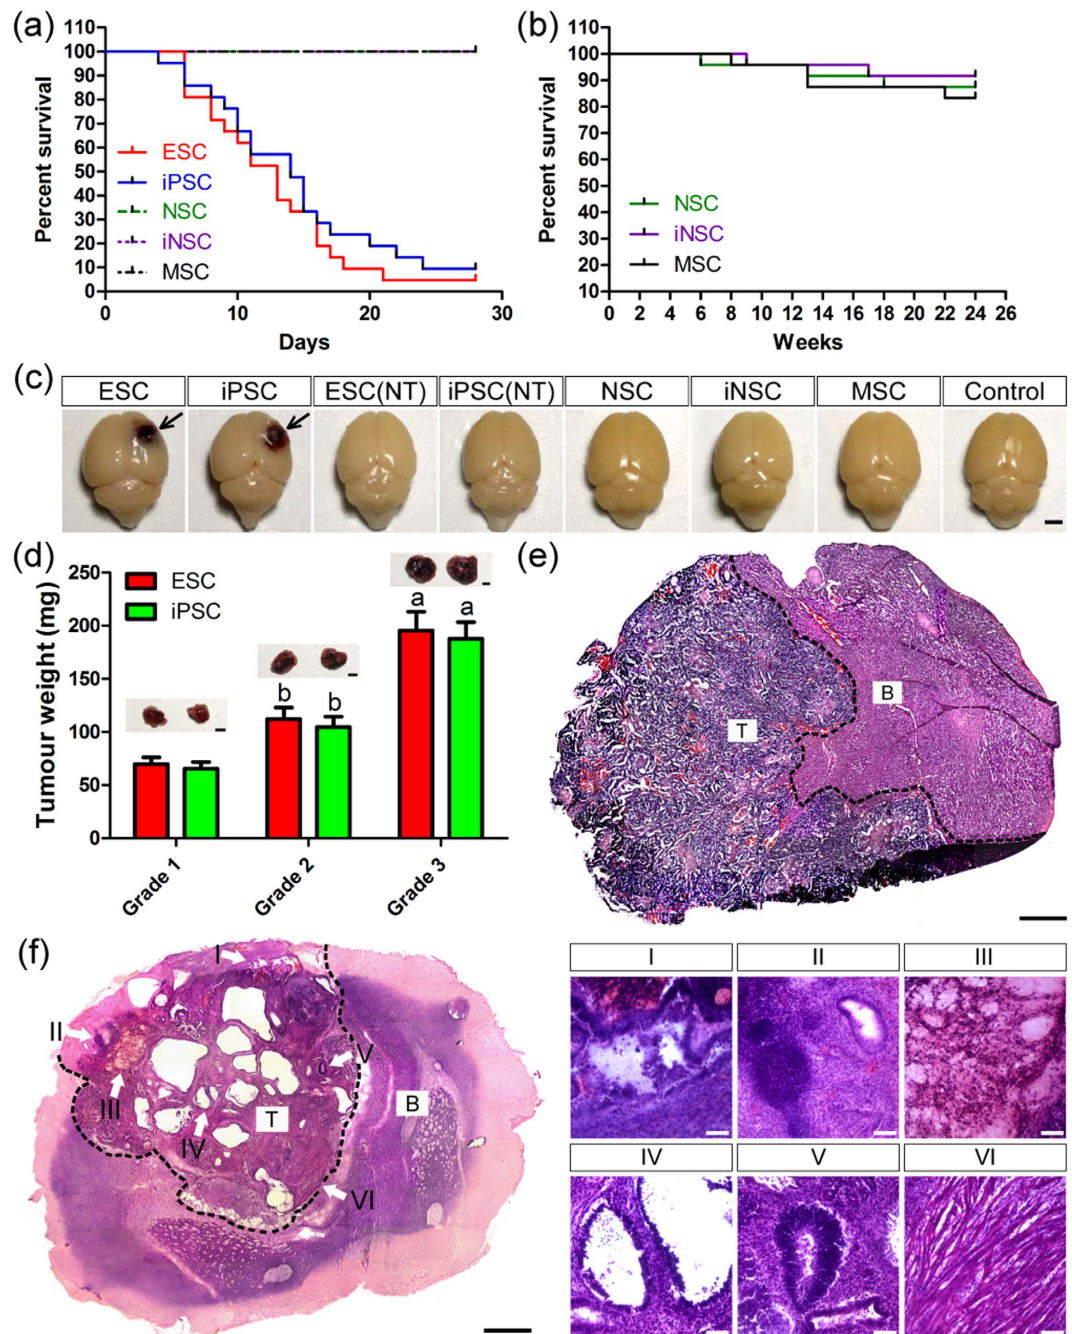 (a)
110
100
90
80
70
60
50
40
30
20
10
0
Percent survival
ESC
iPSC
NSC
iNSC
MSC
0 10 20 30
Days
(b)
110
100
90
80
70
60
50
40
30
20
10
Percent survival
NSC
iNSC
MSC
0 2 4 6 8 10 12 14 16 18 20 22 24 26
Weeks
(c)
ESC iPSC ESC(NT) iPSC(NT) NSC iNSC MSC Control
(d)
250
200
150
100
50
0
Tumour weight (mg)
ESC
iPSC
b b
a a
Grade 1 Grade 2 Grade 3
(e)
T
B
(f)
I
II
III
IV
V
VI
T
B
I II III
IV V VI